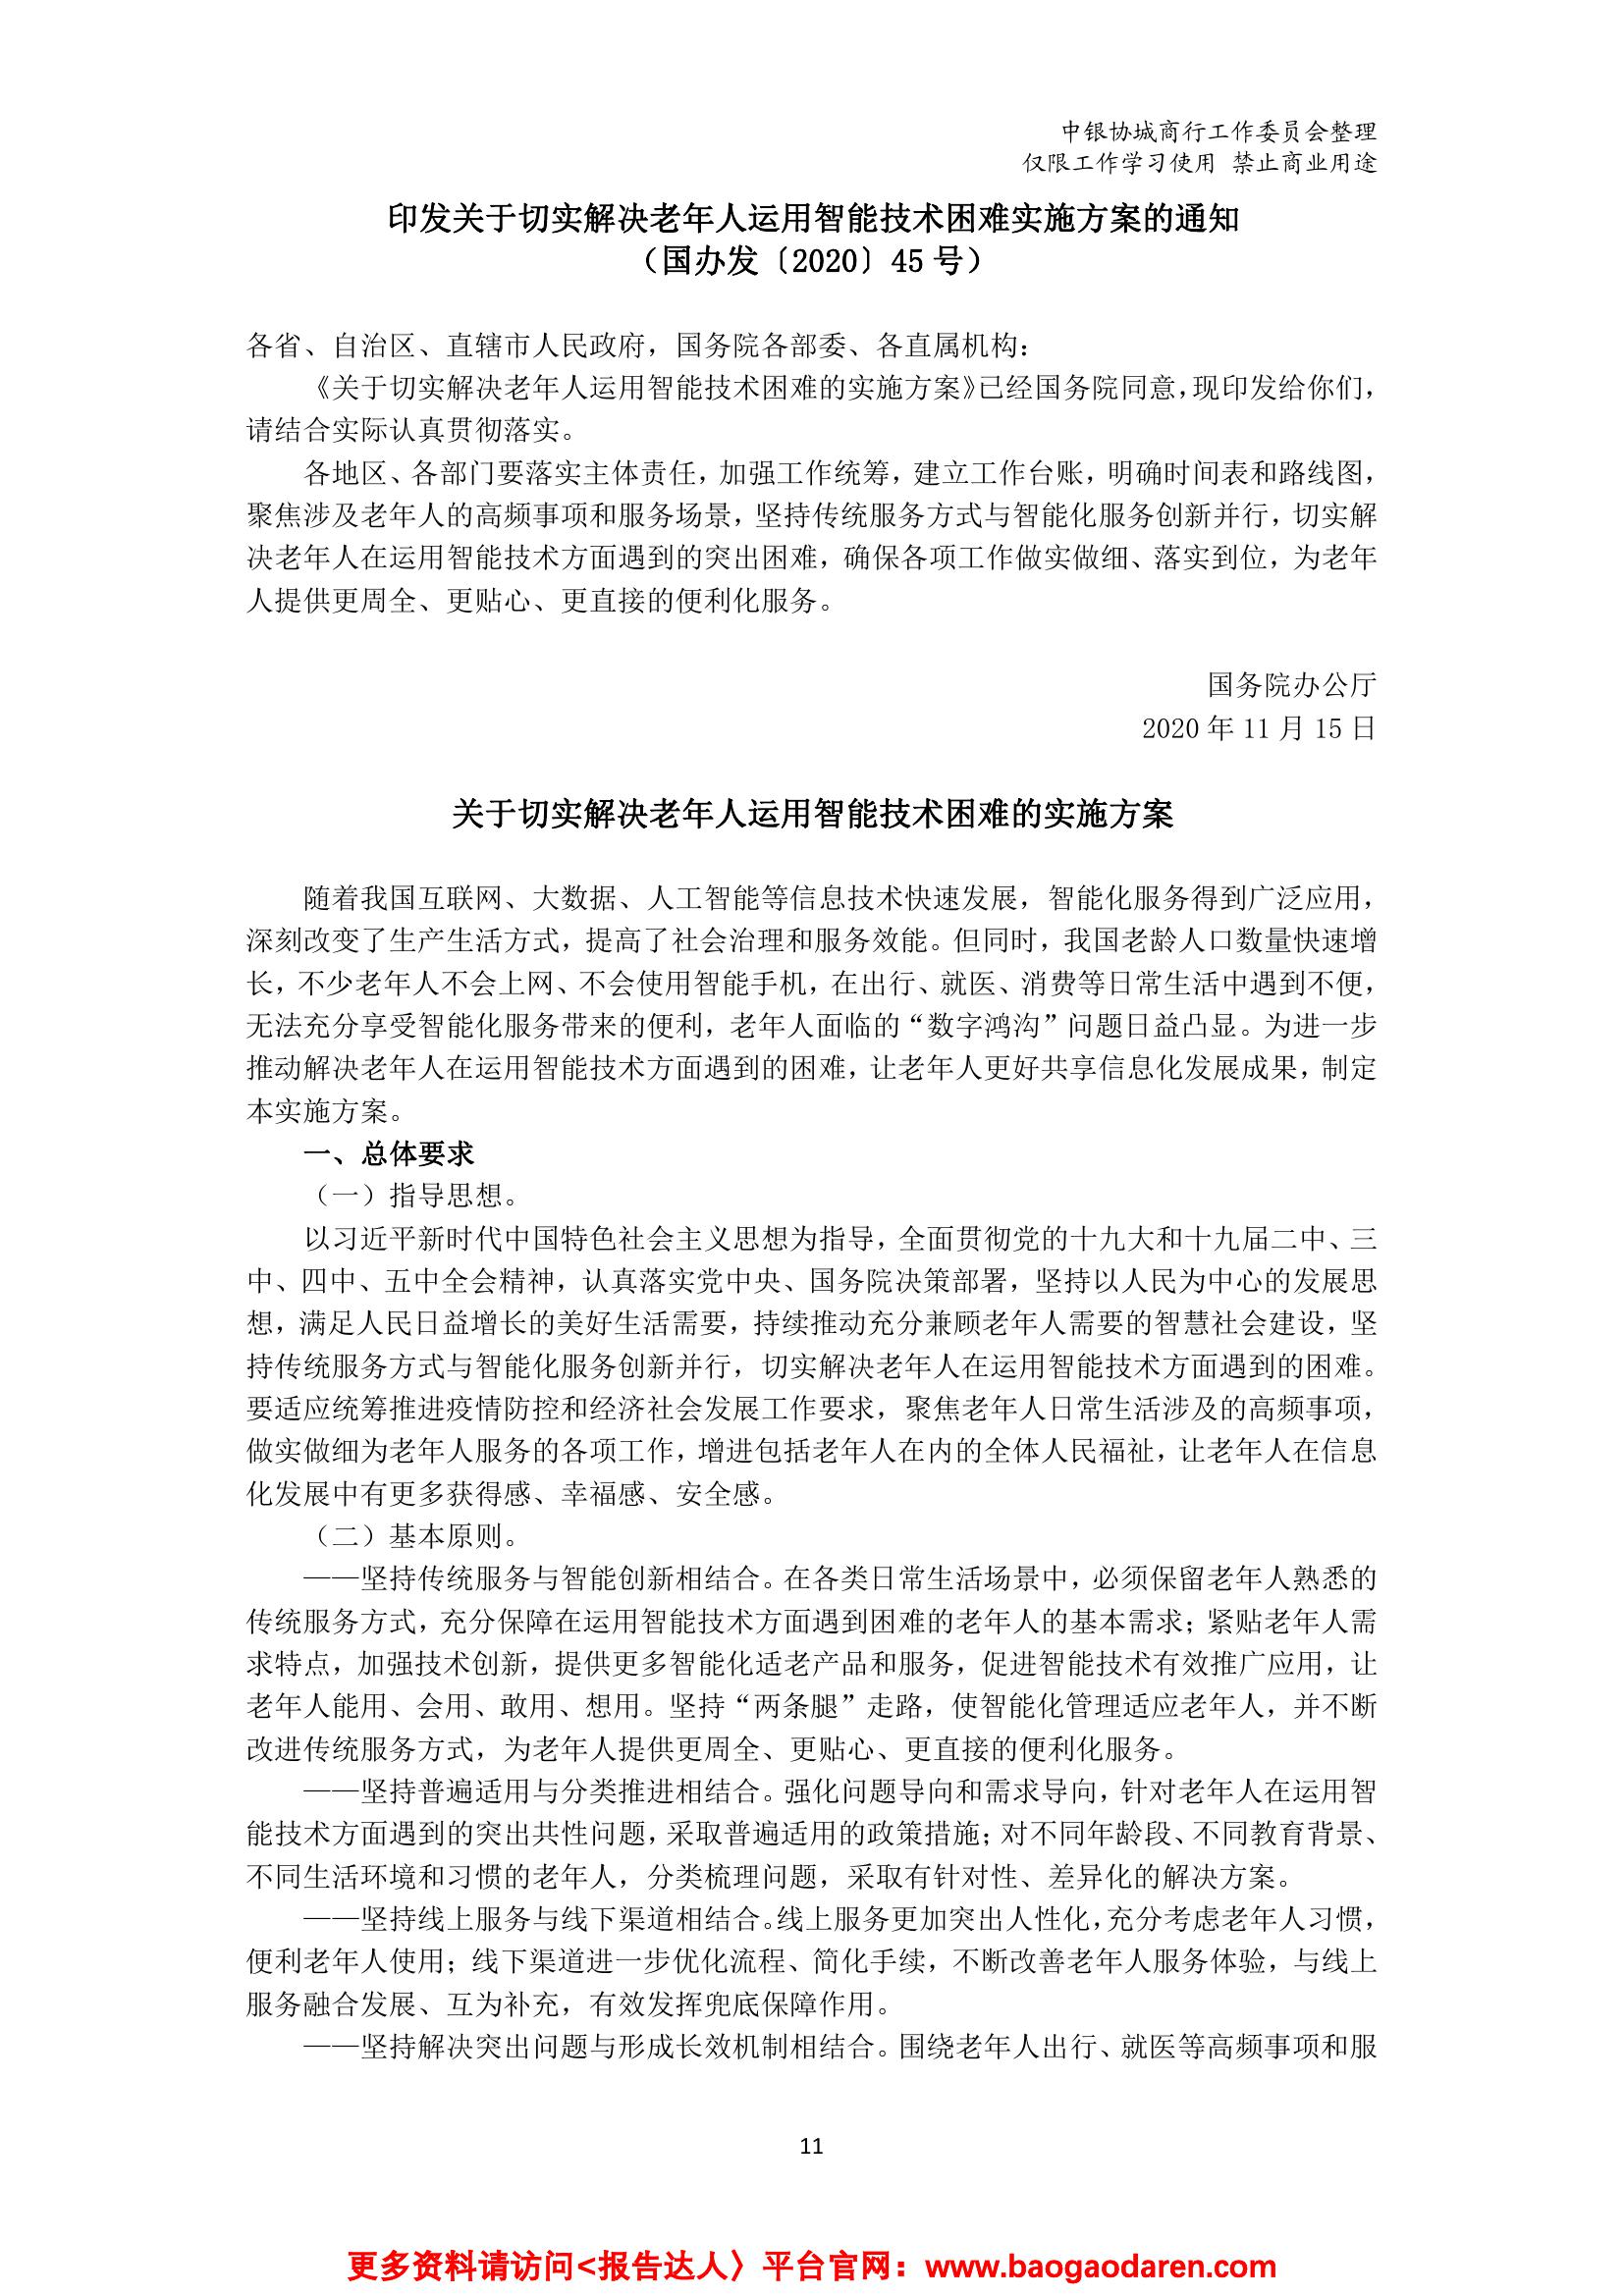 中银协城商行工作委员会整理
仅限工作学习使用 禁止商业用途
印发关于切实解决老年人运用智能技术困难实施方案的通知
（国办发〔2020〕45 号）
各省、自治区、直辖市人民政府，国务院各部委、各直属机构：
《关于切实解决老年人运用智能技术困难的实施方案》已经国务院同意，现印发给你们，
请结合实际认真贯彻落实。
各地区、各部门要落实主体责任，加强工作统筹，建立工作台账，明确时间表和路线图，
聚焦涉及老年人的高频事项和服务场景，坚持传统服务方式与智能化服务创新并行，切实解
决老年人在运用智能技术方面遇到的突出困难，确保各项工作做实做细、落实到位，为老年
人提供更周全、更贴心、更直接的便利化服务。
国务院办公厅
2020 年 11 月 15 日
关于切实解决老年人运用智能技术困难的实施方案
随着我国互联网、大数据、人工智能等信息技术快速发展，智能化服务得到广泛应用，
深刻改变了生产生活方式，提高了社会治理和服务效能。但同时，我国老龄人口数量快速增
长，不少老年人不会上网、不会使用智能手机，在出行、就医、消费等日常生活中遇到不便，
无法充分享受智能化服务带来的便利，老年人面临的“数字鸿沟”问题日益凸显。为进一步
推动解决老年人在运用智能技术方面遇到的困难，让老年人更好共享信息化发展成果，制定
本实施方案。
一、总体要求
（一）指导思想。
以习近平新时代中国特色社会主义思想为指导，全面贯彻党的十九大和十九届二中、三
中、四中、五中全会精神，认真落实党中央、国务院决策部署，坚持以人民为中心的发展思
想，满足人民日益增长的美好生活需要，持续推动充分兼顾老年人需要的智慧社会建设，坚
持传统服务方式与智能化服务创新并行，切实解决老年人在运用智能技术方面遇到的困难。
要适应统筹推进疫情防控和经济社会发展工作要求，聚焦老年人日常生活涉及的高频事项，
做实做细为老年人服务的各项工作，增进包括老年人在内的全体人民福祉，让老年人在信息
化发展中有更多获得感、幸福感、安全感。
（二）基本原则。
——坚持传统服务与智能创新相结合。在各类日常生活场景中，必须保留老年人熟悉的
传统服务方式，充分保障在运用智能技术方面遇到困难的老年人的基本需求；紧贴老年人需
求特点，加强技术创新，提供更多智能化适老产品和服务，促进智能技术有效推广应用，让
老年人能用、会用、敢用、想用。坚持“两条腿”走路，使智能化管理适应老年人，并不断
改进传统服务方式，为老年人提供更周全、更贴心、更直接的便利化服务。
——坚持普遍适用与分类推进相结合。强化问题导向和需求导向，针对老年人在运用智
能技术方面遇到的突出共性问题，采取普遍适用的政策措施；对不同年龄段、不同教育背景、
不同生活环境和习惯的老年人，分类梳理问题，采取有针对性、差异化的解决方案。
——坚持线上服务与线下渠道相结合。线上服务更加突出人性化，充分考虑老年人习惯，
便利老年人使用；线下渠道进一步优化流程、简化手续，不断改善老年人服务体验，与线上
服务融合发展、互为补充，有效发挥兜底保障作用。
——坚持解决突出问题与形成长效机制相结合。围绕老年人出行、就医等高频事项和服
11
更多资料请访问<报告达人〉平台官网：www.baogaodaren.com